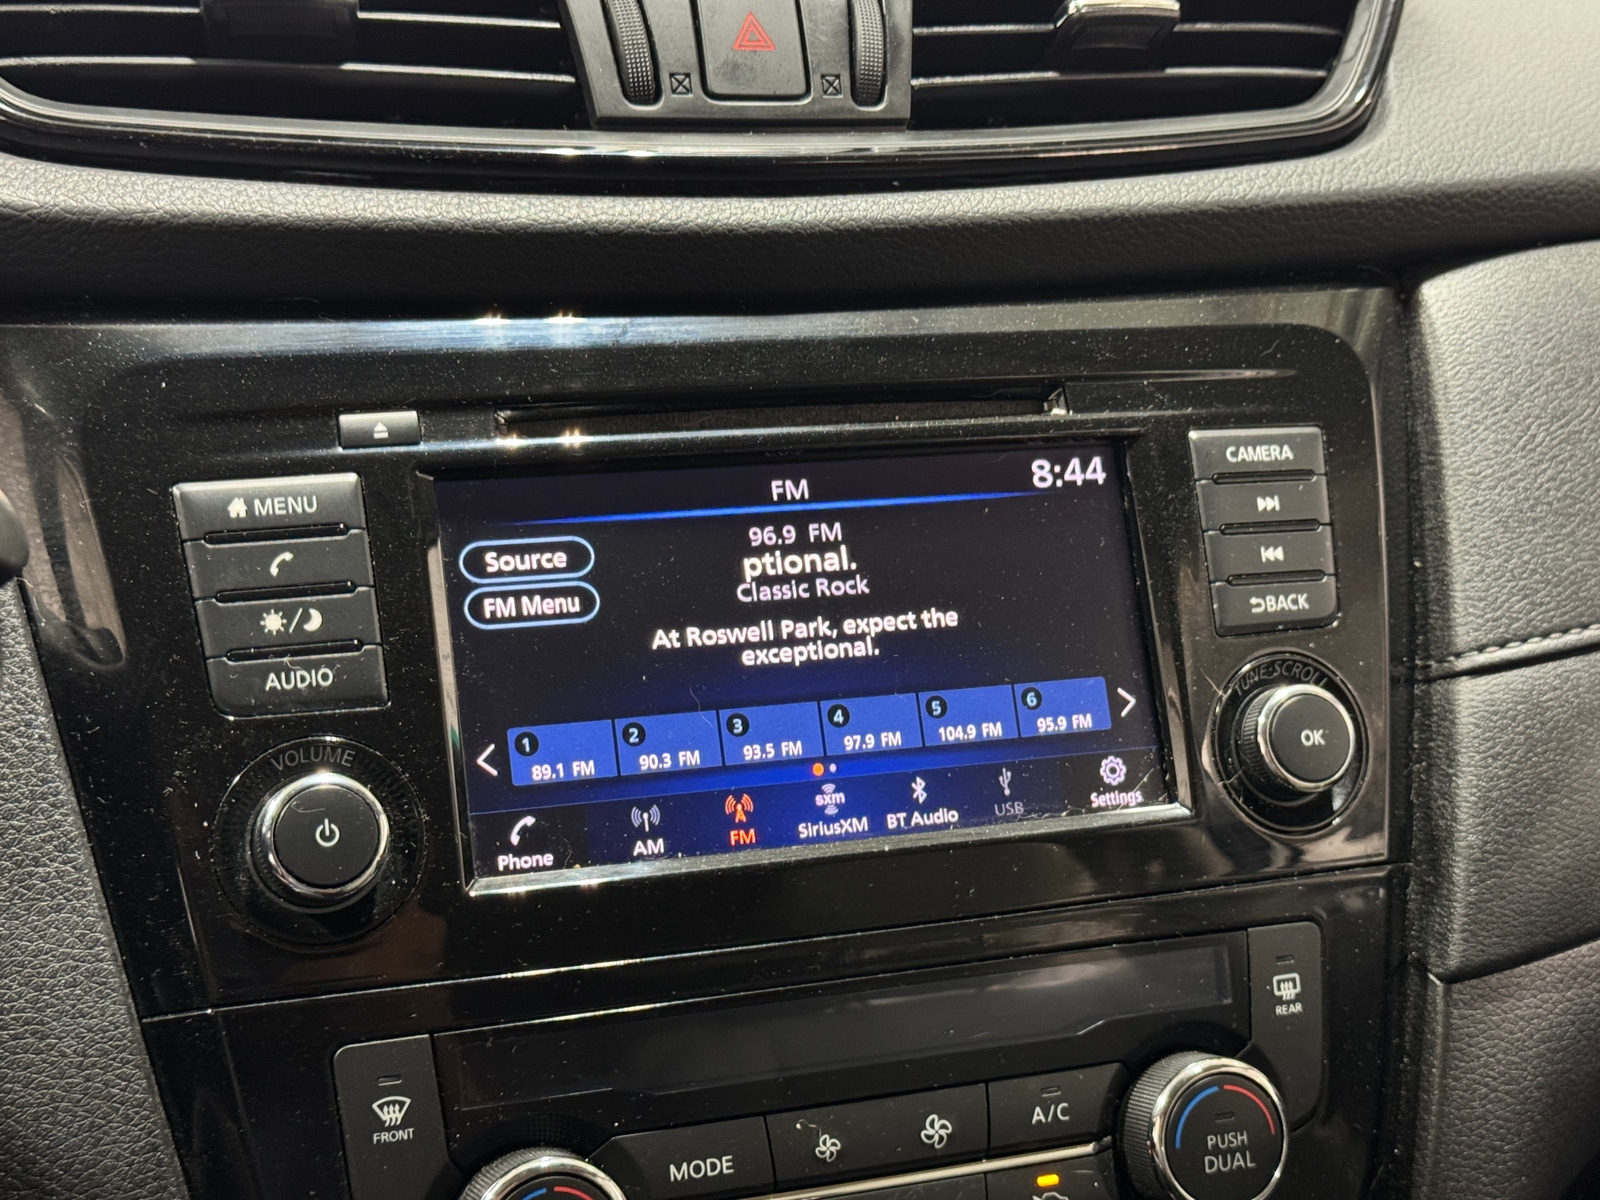 FM
8:44
96.9 FM
ptional.
Classic Rock
Source
FM Menu
At Roswell Park, expect the
exceptional.
1
89.1 FM
2
90.3 FM
3
93.5 FM
4
97.9 FM
5
104.9 FM
6
95.9 FM
Phone
AM
FM
sxm
SiriusXM
BT Audio
USB
Settings
MENU
AUDIO
VOLUME
CAMERA
BACK
TUNE·SCROLL
OK
FRONT
MODE
A/C
REAR
PUSH
DUAL